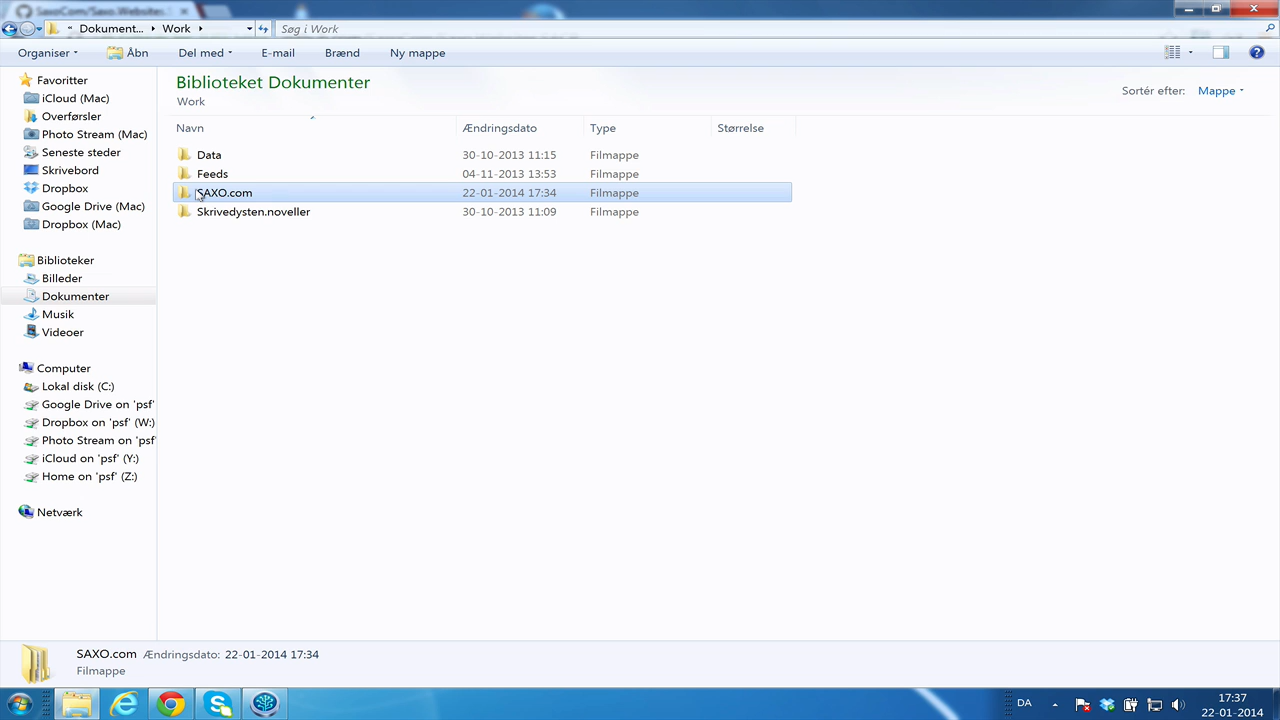 SaxoCom/Saxo.Websites.
« Dokument... Work Søg i Work
Organiser Åbn Del med E-mail Brænd Ny mappe
Favoritter
iCloud (Mac)
Overførsler
Photo Stream (Mac)
Seneste steder
Skrivebord
Dropbox
Google Drive (Mac)
Dropbox (Mac)
Biblioteker
Billeder
Dokumenter
Musik
Videoer
Computer
Lokal disk (C:)
Google Drive on 'psf'
Dropbox on 'psf' (W:)
Photo Stream on 'psf'
iCloud on 'psf' (Y:)
Home on 'psf' (Z:)
Netværk
Biblioteket Dokumenter
Work
Sortér efter: Mappe
Navn Ændringsdato Type Størrelse
Data 30-10-2013 11:15 Filmappe
Feeds 04-11-2013 13:53 Filmappe
SAXO.com 22-01-2014 17:34 Filmappe
Skrivedysten.noveller 30-10-2013 11:09 Filmappe
SAXO.com Ændringsdato: 22-01-2014 17:34
Filmappe
DA
17:37
22-01-2014